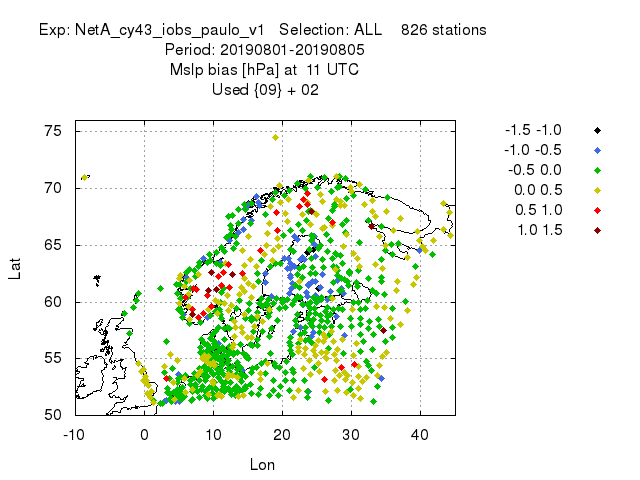 Exp: NetA_cy43_iobs_paulo_v1 Selection: ALL 826 stations
Period: 20190801-20190805
Mslp bias [hPa] at 11 UTC
Used {09} + 02
75
70
65
60
55
50
-10 0 10 20 30 40
Lat
Lon
-1.5 -1.0
-1.0 -0.5
-0.5 0.0
0.0 0.5
0.5 1.0
1.0 1.5